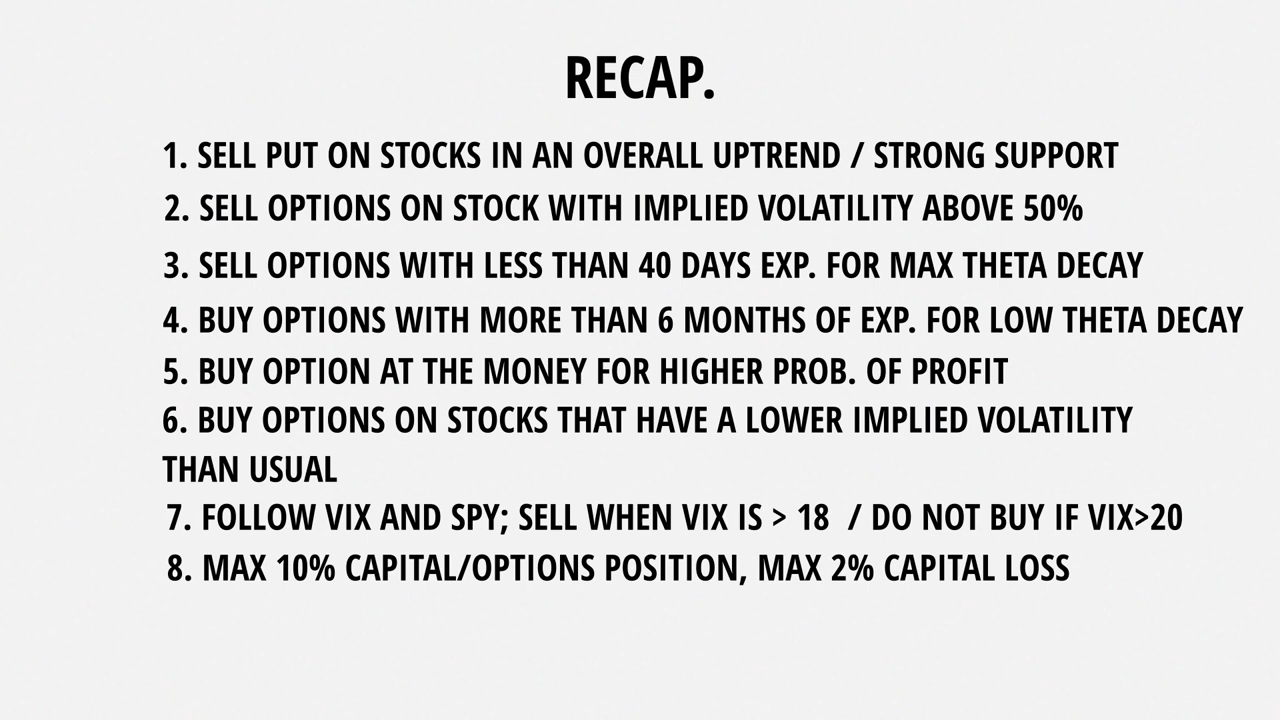 RECAP.
1. SELL PUT ON STOCKS IN AN OVERALL UPTREND / STRONG SUPPORT
2. SELL OPTIONS ON STOCK WITH IMPLIED VOLATILITY ABOVE 50%
3. SELL OPTIONS WITH LESS THAN 40 DAYS EXP. FOR MAX THETA DECAY
4. BUY OPTIONS WITH MORE THAN 6 MONTHS OF EXP. FOR LOW THETA DECAY
5. BUY OPTION AT THE MONEY FOR HIGHER PROB. OF PROFIT
6. BUY OPTIONS ON STOCKS THAT HAVE A LOWER IMPLIED VOLATILITY
THAN USUAL
7. FOLLOW VIX AND SPY; SELL WHEN VIX IS > 18 / DO NOT BUY IF VIX>20
8. MAX 10% CAPITAL/OPTIONS POSITION, MAX 2% CAPITAL LOSS